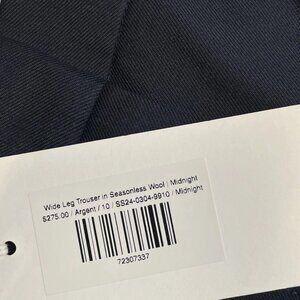 Wide Leg Trouser in Seasonless Wool / Midnight
$275.00 / Argent / 10 / SS24-0304-9910 / Midnight
72307337